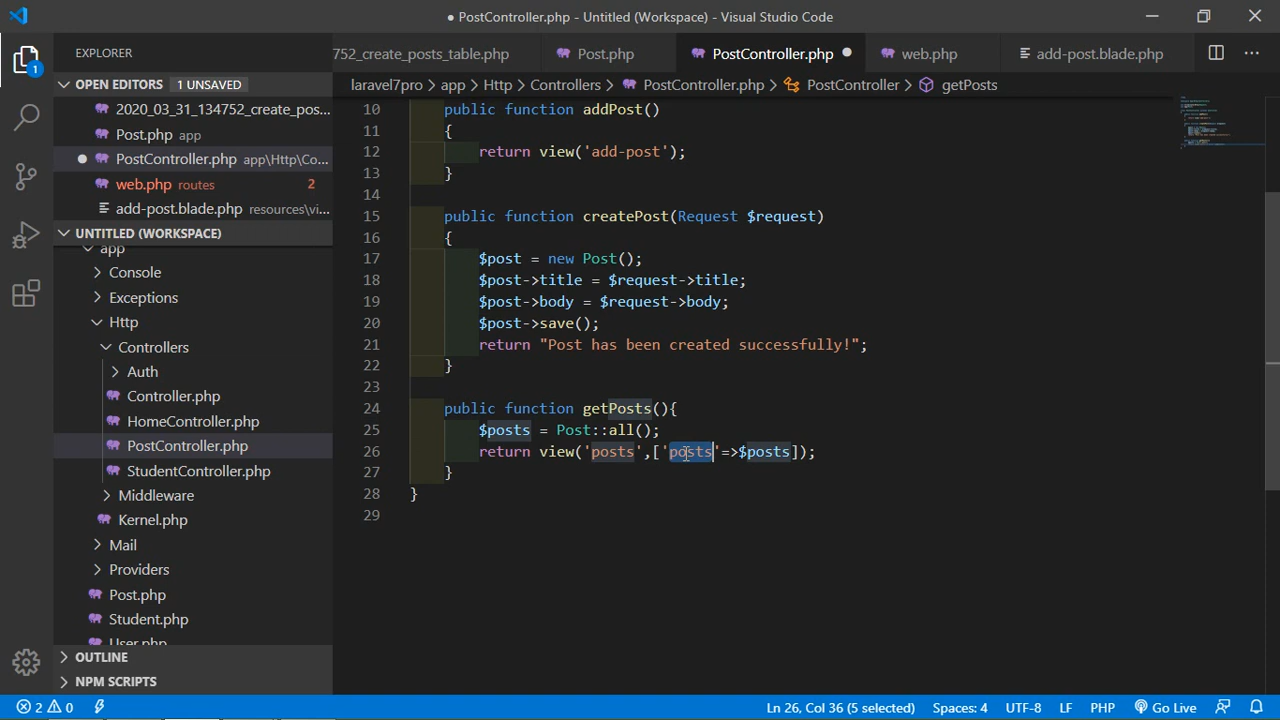 ● PostController.php - Untitled (Workspace) - Visual Studio Code
EXPLORER
752_create_posts_table.php
Post.php
PostController.php
web.php
add-post.blade.php
OPEN EDITORS 1 UNSAVED
laravel7pro > app > Http > Controllers > PostController.php > PostController > getPosts
2020_03_31_134752_create_pos...
Post.php app
PostController.php app\Http\Co...
web.php routes 2
add-post.blade.php resources\vi...
UNTITLED (WORKSPACE)
app
Console
Exceptions
Http
Controllers
Auth
Controller.php
HomeController.php
PostController.php
StudentController.php
Middleware
Kernel.php
Mail
Providers
Post.php
Student.php
User.php
OUTLINE
NPM SCRIPTS
1
10 public function addPost()
11 {
12 return view('add-post');
13 }
14
15 public function createPost(Request $request)
16 {
17 $post = new Post();
18 $post->title = $request->title;
19 $post->body = $request->body;
20 $post->save();
21 return "Post has been created successfully!";
22 }
23
24 public function getPosts(){
25 $posts = Post::all();
26 return view('posts',['posts'=>$posts]);
27 }
28 }
29
2 0
Ln 26, Col 36 (5 selected) Spaces: 4 UTF-8 LF PHP Go Live